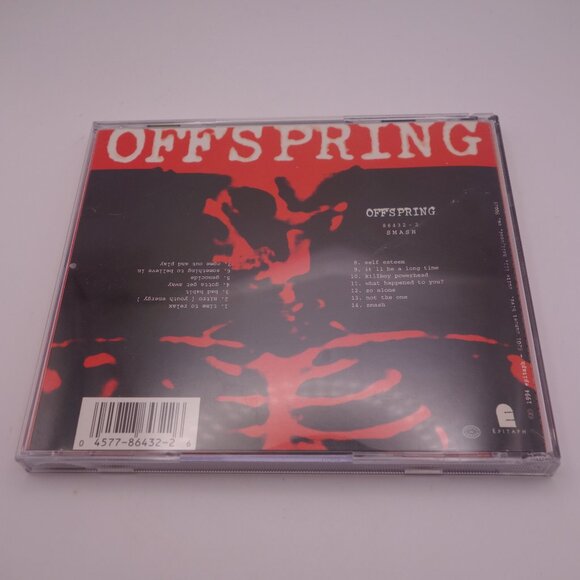 OFFSPRING
OFFSPRING
86432-2
SMASH
8. self esteem
9. it ll be a long time
10. killboy powerhead
11. what happened to you?
12. so alone
13. not the one
14. smash
1. time to relax
2. nitro ( youth energy )
3. bad habit
4. gotta get away
5. genocide
6. something to believe in
7. come out and play
0 4577-86432-2 6
EPITAPH
1994 epitaph